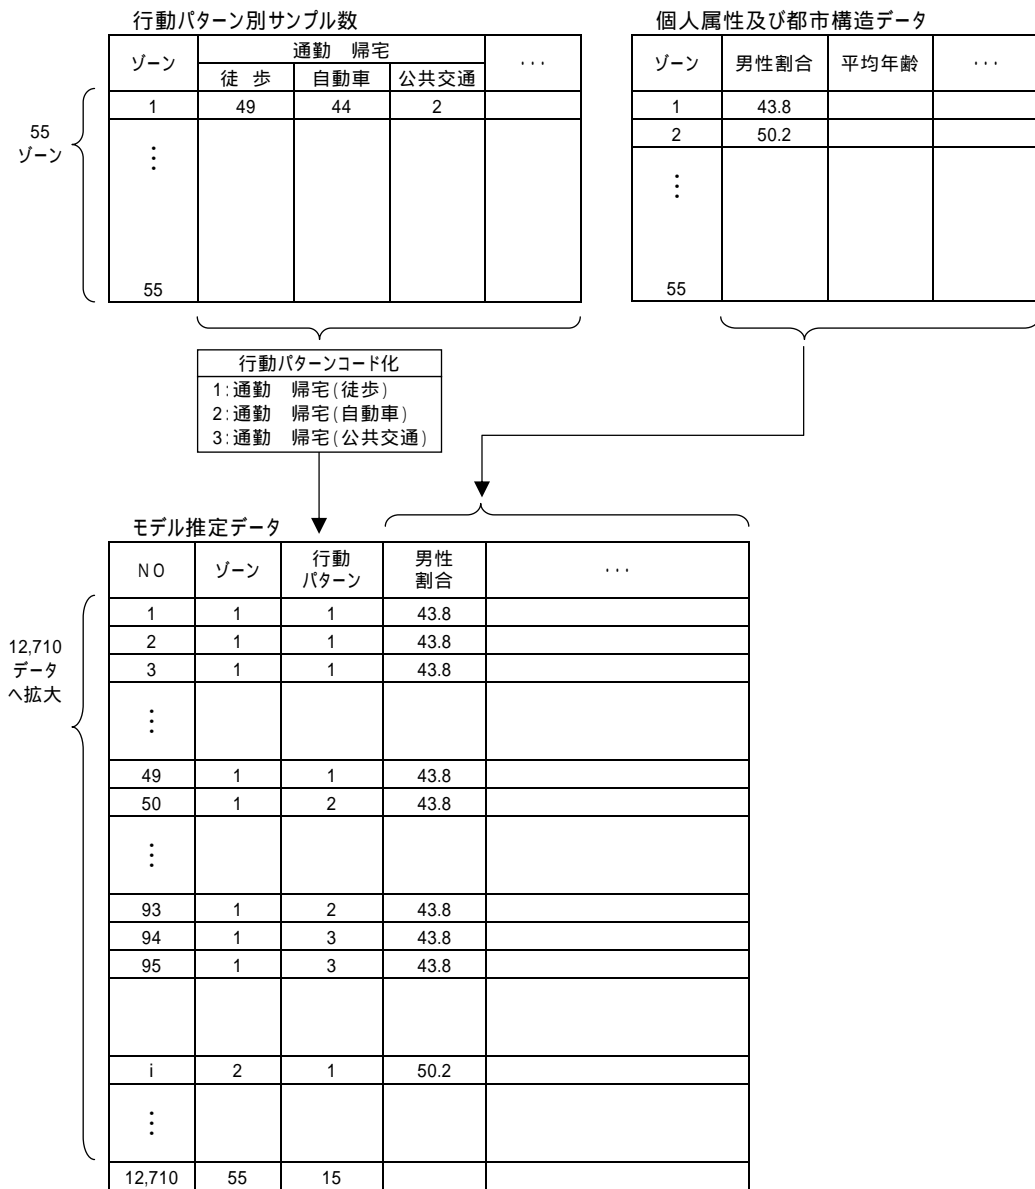 行動パターン別サンプル数
ゾーン 通勤 帰宅 ･･･
徒 歩 自動車 公共交通
1 49 44 2
⋮
55
55
ゾーン
個人属性及び都市構造データ
ゾーン 男性割合 平均年齢 ･･･
1 43.8
2 50.2
⋮
55
行動パターンコード化
1:通勤 帰宅(徒歩)
2:通勤 帰宅(自動車)
3:通勤 帰宅(公共交通)
モデル推定データ
NO ゾーン 行動
パターン 男性
割合 ･･･
1 1 1 43.8
2 1 1 43.8
3 1 1 43.8
⋮
49 1 1 43.8
50 1 2 43.8
⋮
93 1 2 43.8
94 1 3 43.8
95 1 3 43.8
i 2 1 50.2
⋮
12,710 55 15
12,710
データ
へ拡大